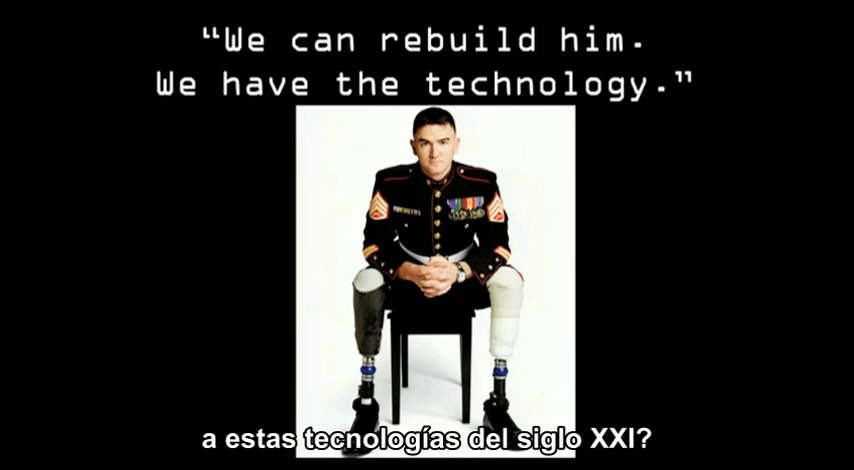 “We can rebuild him.
We have the technology.”
a estas tecnologías del siglo XXI?